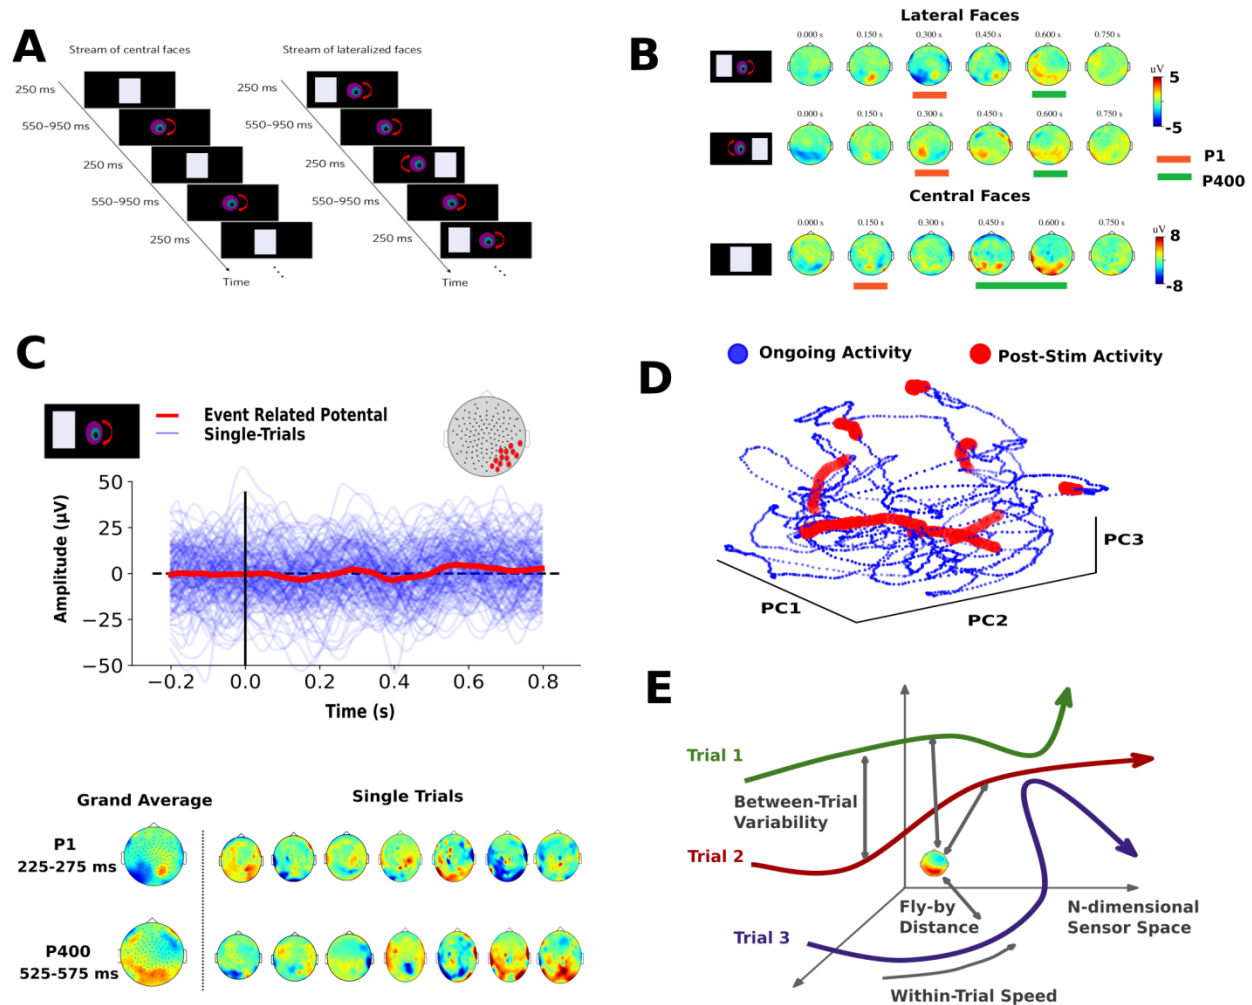 A
Stream of central faces
Stream of lateralized faces
250 ms
550–950 ms
250 ms
550–950 ms
250 ms
Time
250 ms
550–950 ms
250 ms
550–950 ms
250 ms
Time
B
Lateral Faces
0.000 s 0.150 s 0.300 s 0.450 s 0.600 s 0.750 s
uV
5
-5
0.000 s 0.150 s 0.300 s 0.450 s 0.600 s 0.750 s
P1
P400
Central Faces
0.000 s 0.150 s 0.300 s 0.450 s 0.600 s 0.750 s
uV
8
-8
C
Event Related Potental
Single-Trials
Amplitude (μV)
50
25
0
−25
−50
−0.2 0.0 0.2 0.4 0.6 0.8
Time (s)
Grand Average
Single Trials
P1
225-275 ms
P400
525-575 ms
D
Ongoing Activity
Post-Stim Activity
PC1
PC2
PC3
E
Trial 1
Between-Trial
Variability
Trial 2
Fly-by
Distance
N-dimensional
Sensor Space
Trial 3
Within-Trial Speed